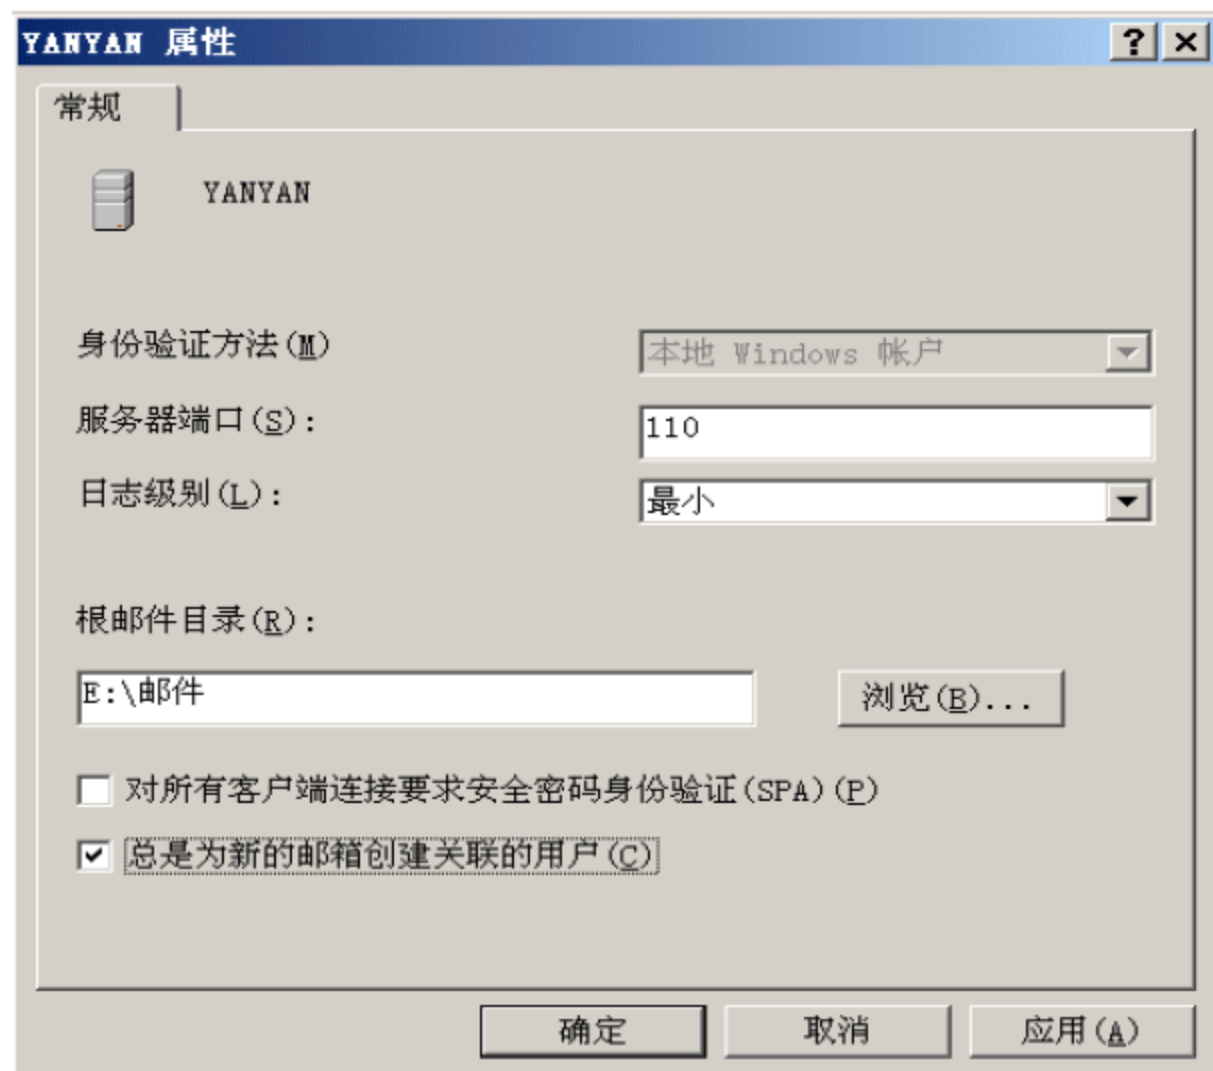 YANYAN 属性
常规
YANYAN
身份验证方法(M) 本地 Windows 帐户
服务器端口(S): 110
日志级别(L): 最小
根邮件目录(R):
E:\邮件 浏览(B)...
对所有客户端连接要求安全密码身份验证(SPA)(P)
总是为新的邮箱创建关联的用户(C)
确定 取消 应用(A)